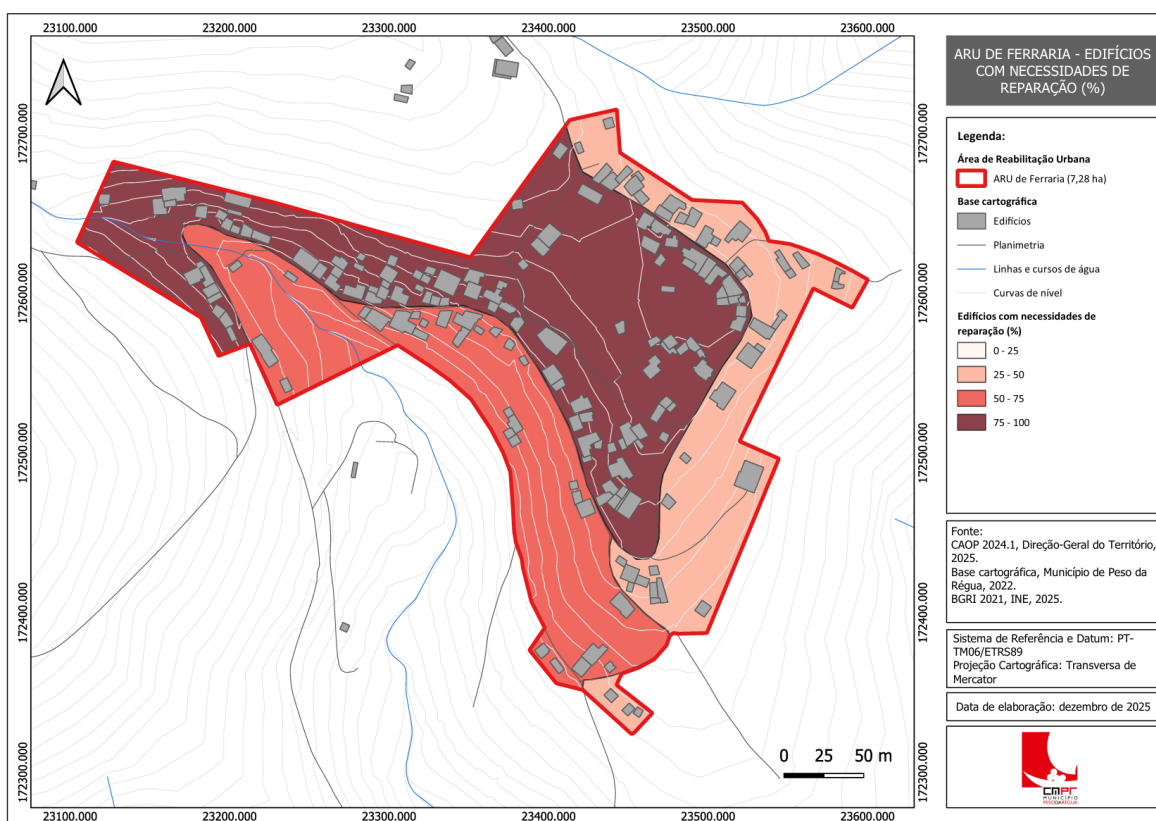 23100.000 23200.000 23300.000 23400.000 23500.000 23600.000
172700.000
172600.000
172500.000
172400.000
172300.000
172700.000
172600.000
172500.000
172400.000
172300.000
0 25 50 m
23100.000 23200.000 23300.000 23400.000 23500.000 23600.000
ARU DE FERRARIA - EDIFÍCIOS
COM NECESSIDADES DE
REPARAÇÃO (%)
Legenda:
Área de Reabilitação Urbana
ARU de Ferraria (7,28 ha)
Base cartográfica
Edifícios
Planimetria
Linhas e cursos de água
Curvas de nível
Edifícios com necessidades de
reparação (%)
0 - 25
25 - 50
50 - 75
75 - 100
Fonte:
CAOP 2024.1, Direção-Geral do Território,
2025.
Base cartográfica, Município de Peso da
Régua, 2022.
BGRI 2021, INE, 2025.
Sistema de Referência e Datum: PT-
TM06/ETRS89
Projeção Cartográfica: Transversa de
Mercator
Data de elaboração: dezembro de 2025
CMPR
MUNICÍPIO
PESO DA RÉGUA